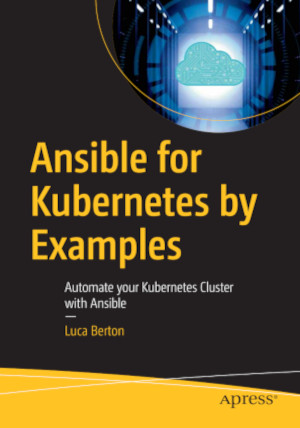 Ansible for
Kubernetes by
Examples
Automate your Kubernetes Cluster
with Ansible
Luca Berton
Apress®